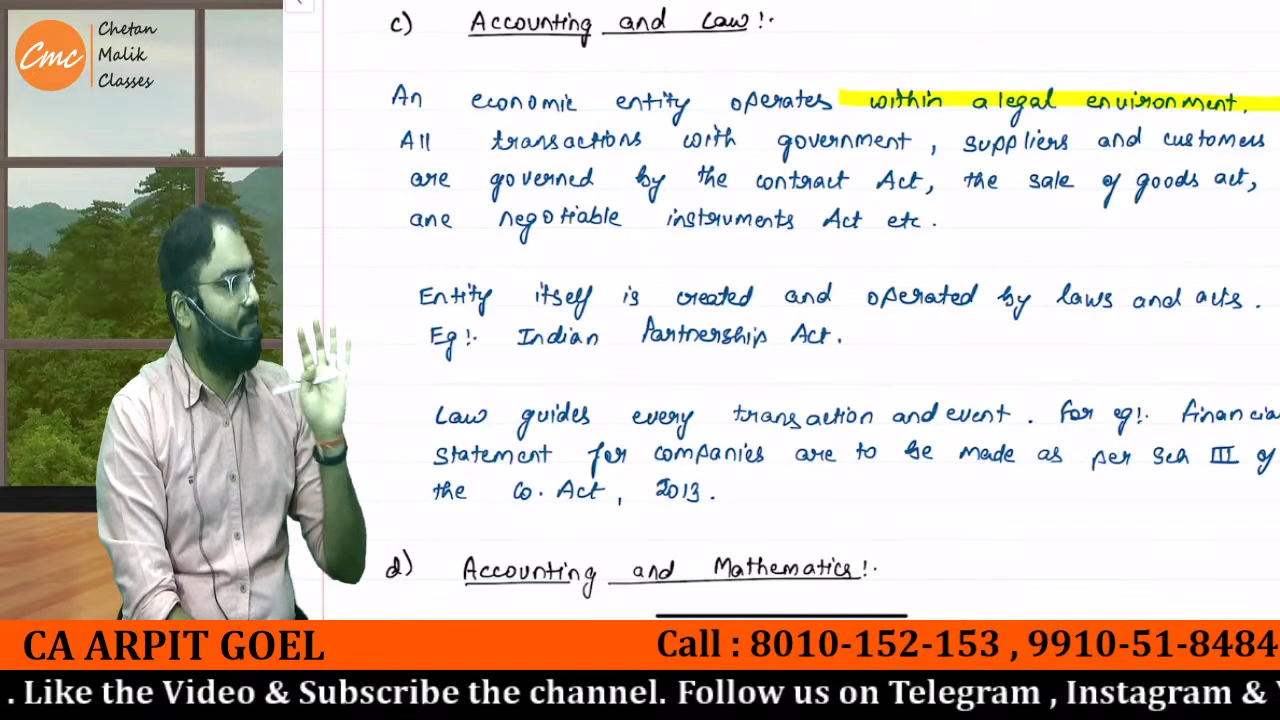 Chetan
Malik
Classes
CMC
c) Accounting and Law !.
An economic entity operates within a legal environment.
All transactions with government, suppliers and customers
are governed by the contract Act, the sale of goods act,
are negotiable instruments Act etc.
Entity itself is created and operated by laws and acts.
Eg !. Indian Partnership Act.
Law guides every transaction and event. For eg !. Financia
statement for companies are to be made as per Sch III of
the Co. Act, 2013.
d) Accounting and Mathematics !.
CA ARPIT GOEL
Call : 8010-152-153 , 9910-51-8484
. Like the Video & Subscribe the channel. Follow us on Telegram , Instagram &